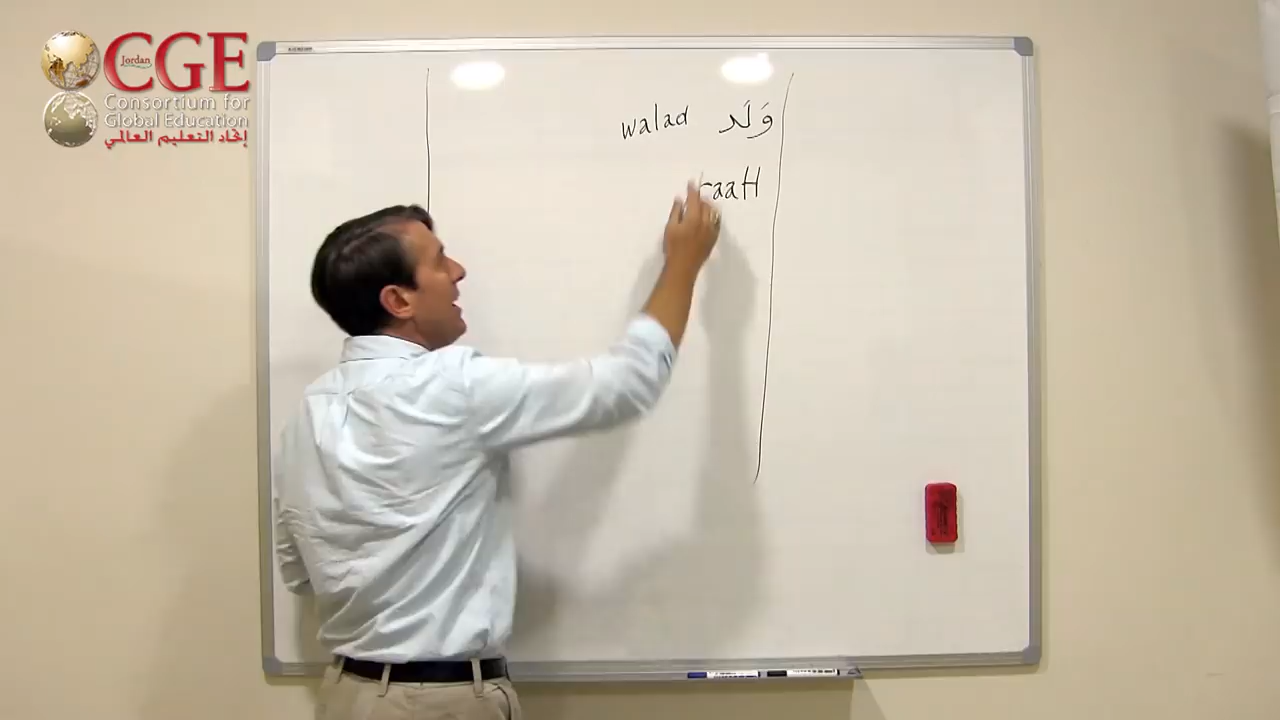 CGE
Jordan
Consortium for
Global Education
إتحاد التعليم العالمي
walad وَلَد
raaH